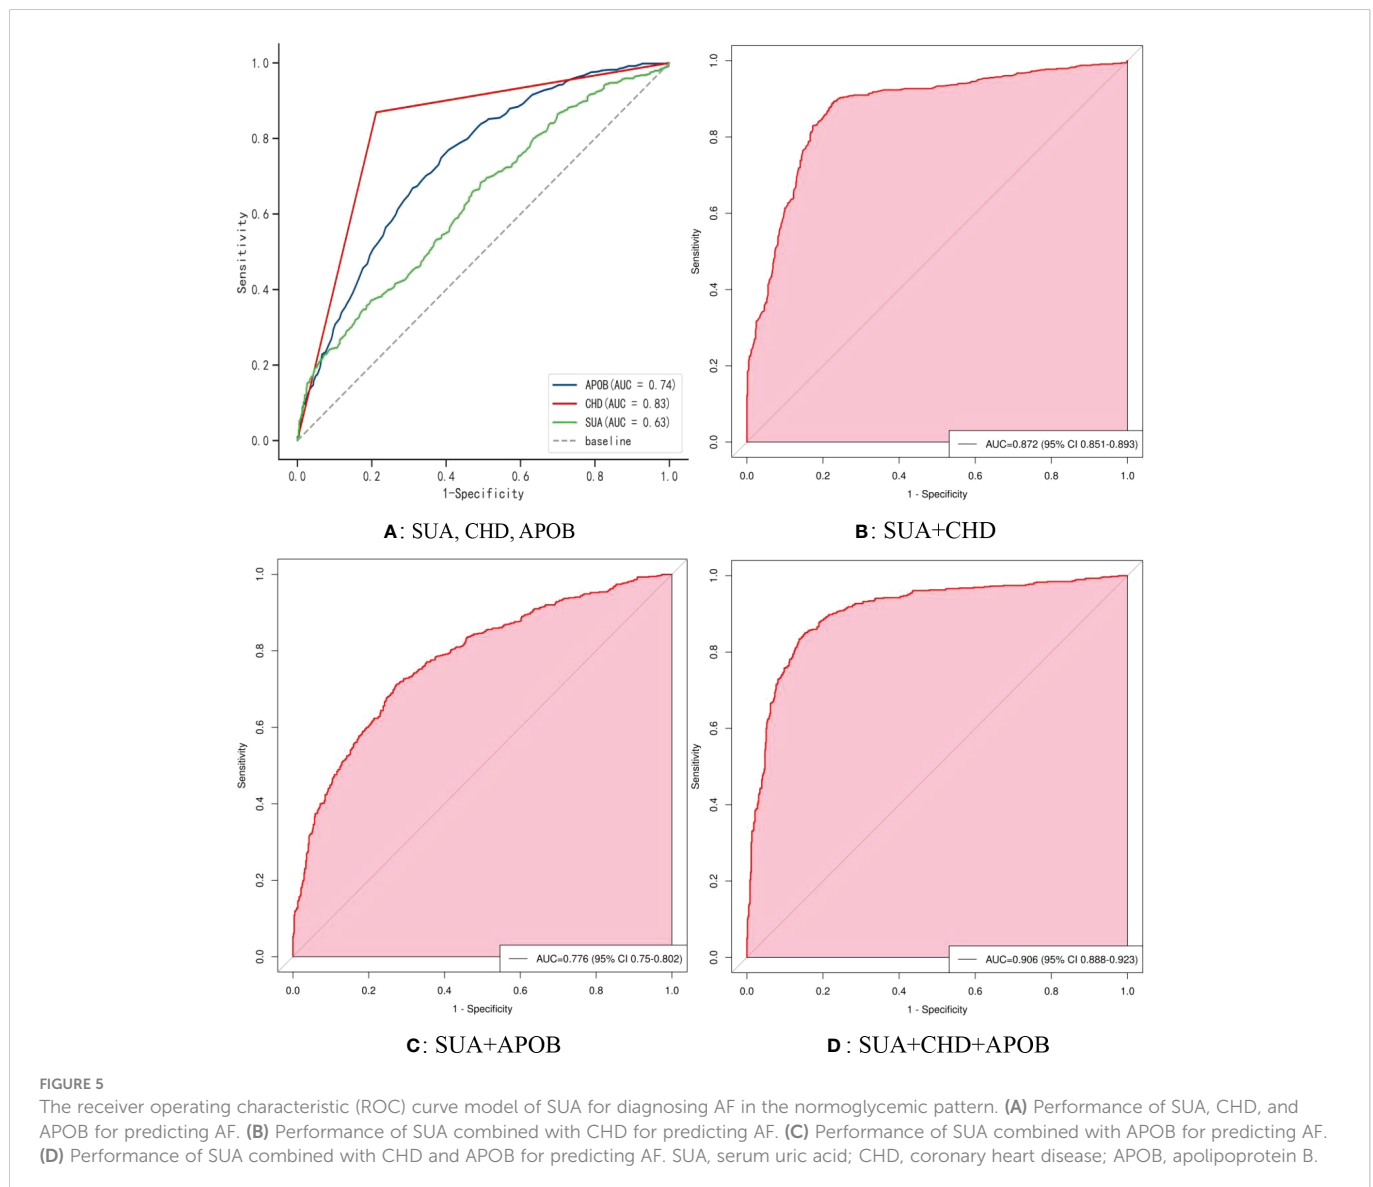 1.0
0.8
0.6
0.4
0.2
0.0
Sensitivity
0.0 0.2 0.4 0.6 0.8 1.0
1-Specificity
APOB(AUC = 0.74)
CHD(AUC = 0.83)
SUA(AUC = 0.63)
baseline
A: SUA, CHD, APOB
1.0
0.8
0.6
0.4
0.2
0.0
Sensitivity
0.0 0.2 0.4 0.6 0.8 1.0
1 - Specificity
AUC=0.872 (95% CI 0.851-0.893)
B: SUA+CHD
1.0
0.8
0.6
0.4
0.2
0.0
Sensitivity
0.0 0.2 0.4 0.6 0.8 1.0
1 - Specificity
AUC=0.776 (95% CI 0.75-0.802)
C: SUA+APOB
1.0
0.8
0.6
0.4
0.2
0.0
Sensitivity
0.0 0.2 0.4 0.6 0.8 1.0
1 - Specificity
AUC=0.906 (95% CI 0.888-0.923)
D: SUA+CHD+APOB
FIGURE 5
The receiver operating characteristic (ROC) curve model of SUA for diagnosing AF in the normoglycemic pattern. (A) Performance of SUA, CHD, and
APOB for predicting AF. (B) Performance of SUA combined with CHD for predicting AF. (C) Performance of SUA combined with APOB for predicting AF.
(D) Performance of SUA combined with CHD and APOB for predicting AF. SUA, serum uric acid; CHD, coronary heart disease; APOB, apolipoprotein B.